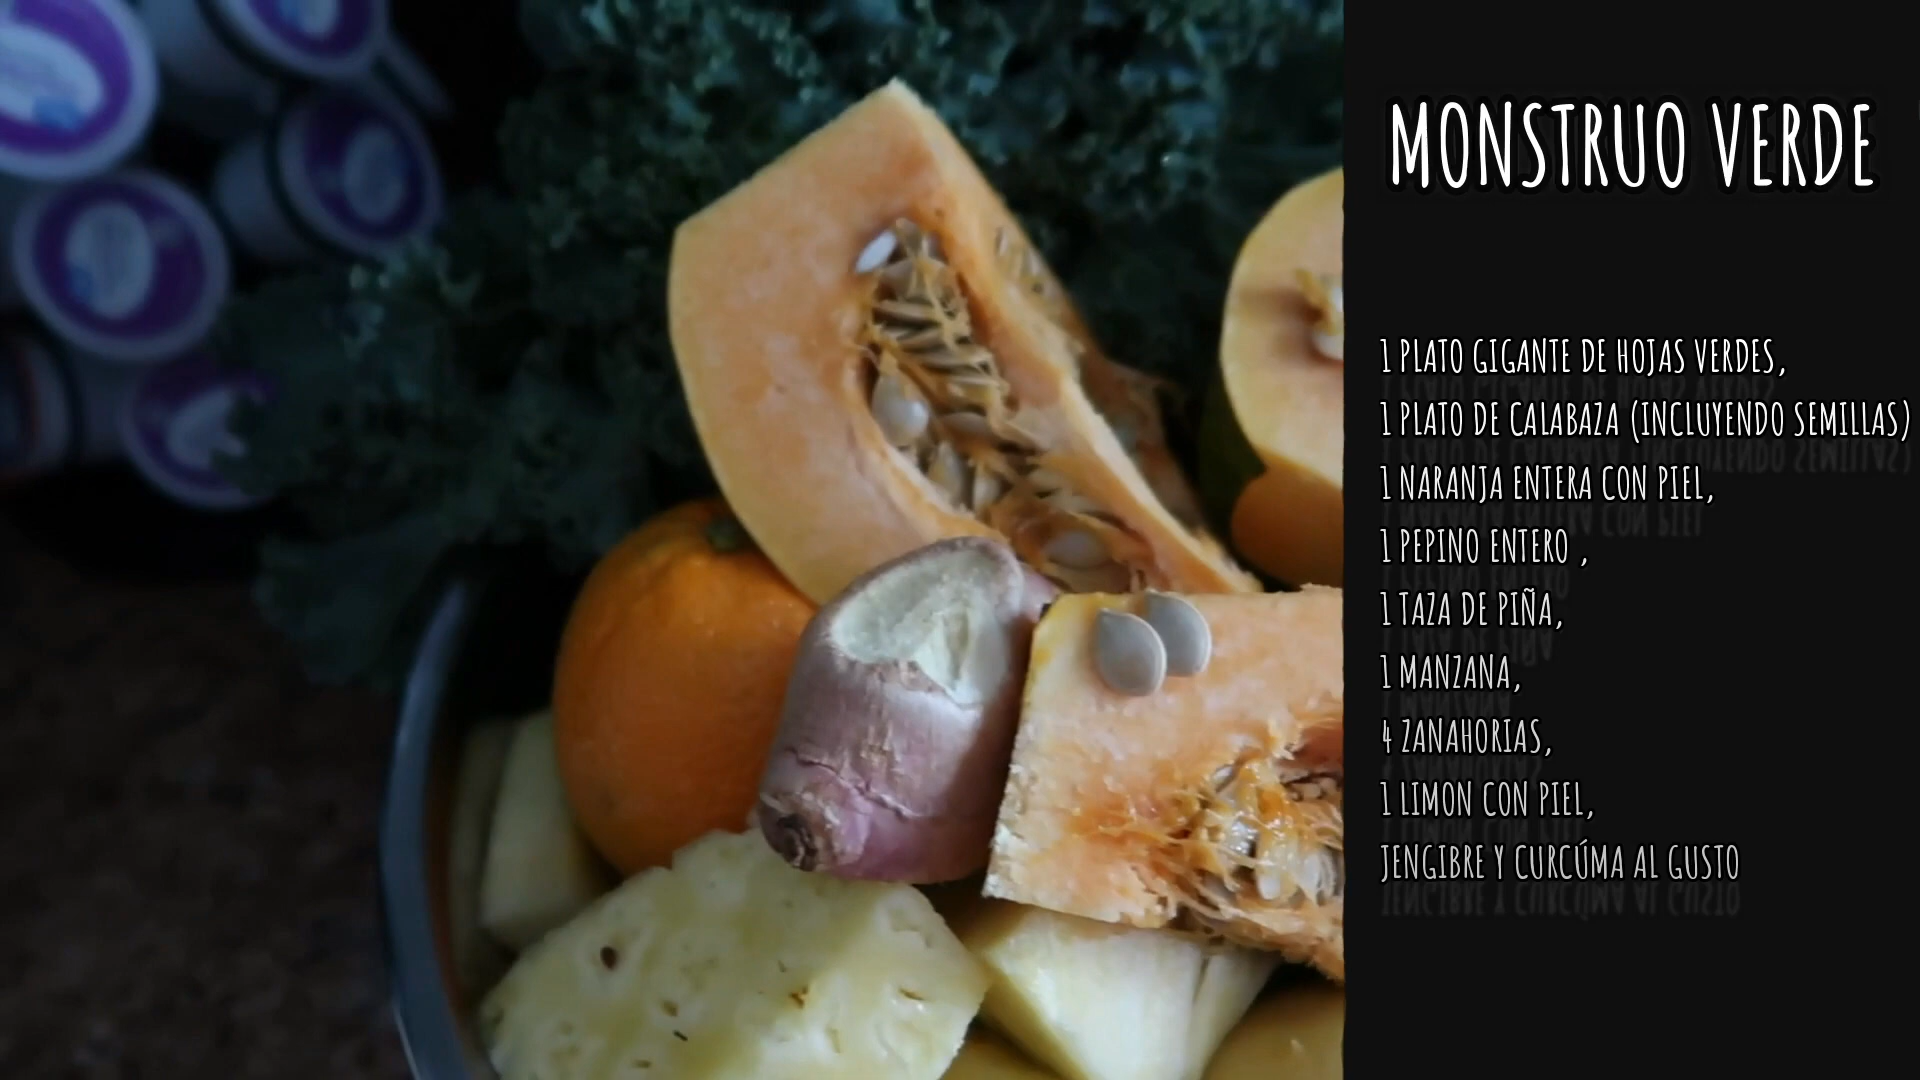 MONSTRUO VERDE
1 PLATO GIGANTE DE HOJAS VERDES,
1 PLATO DE CALABAZA (INCLUYENDO SEMILLAS)
1 NARANJA ENTERA CON PIEL,
1 PEPINO ENTERO ,
1 TAZA DE PIÑA,
1 MANZANA,
4 ZANAHORIAS,
1 LIMON CON PIEL,
JENGIBRE Y CURCÚMA AL GUSTO